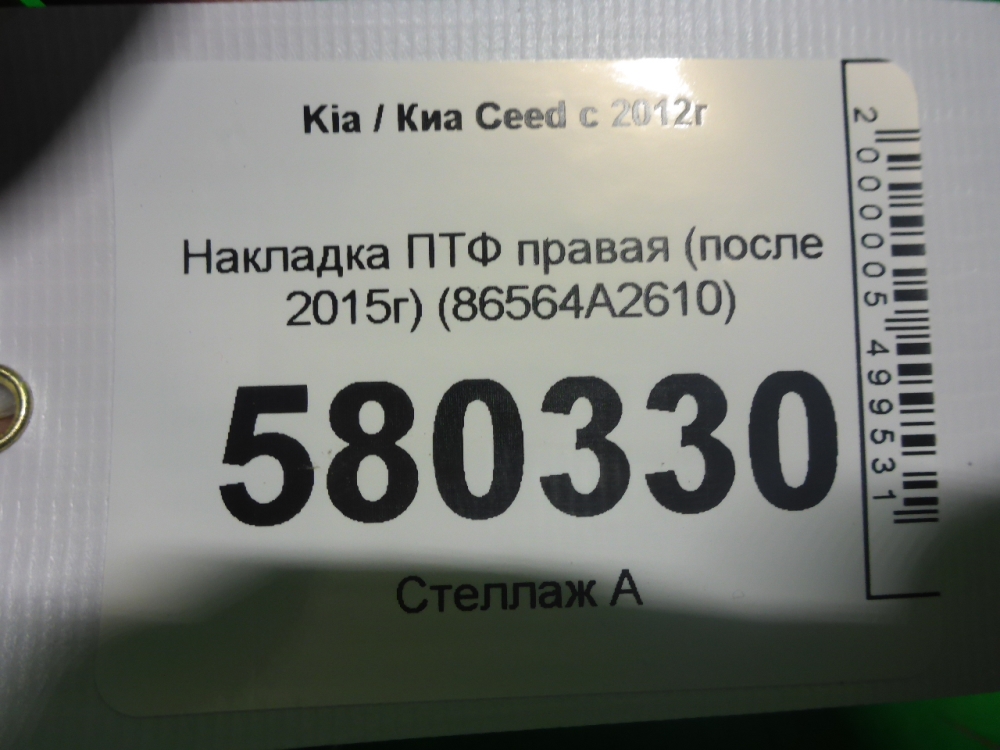 Kia / Киа Ceed с 2012г
Накладка ПТФ правая (после
2015г) (86564A2610)
580330
Стеллаж А
2000005499531